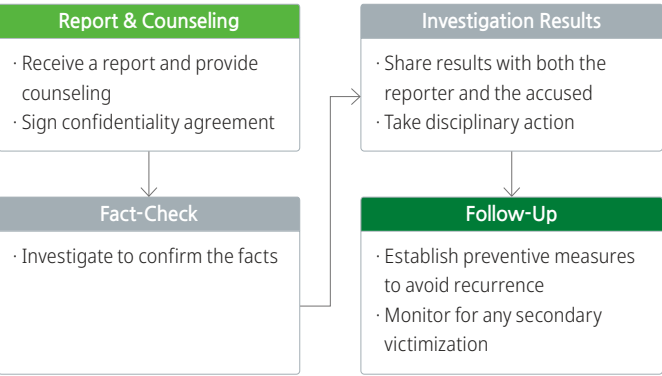 Report & Counseling
· Receive a report and provide
counseling
· Sign confidentiality agreement
Fact-Check
· Investigate to confirm the facts
Investigation Results
· Share results with both the
reporter and the accused
· Take disciplinary action
Follow-Up
· Establish preventive measures
to avoid recurrence
· Monitor for any secondary
victimization